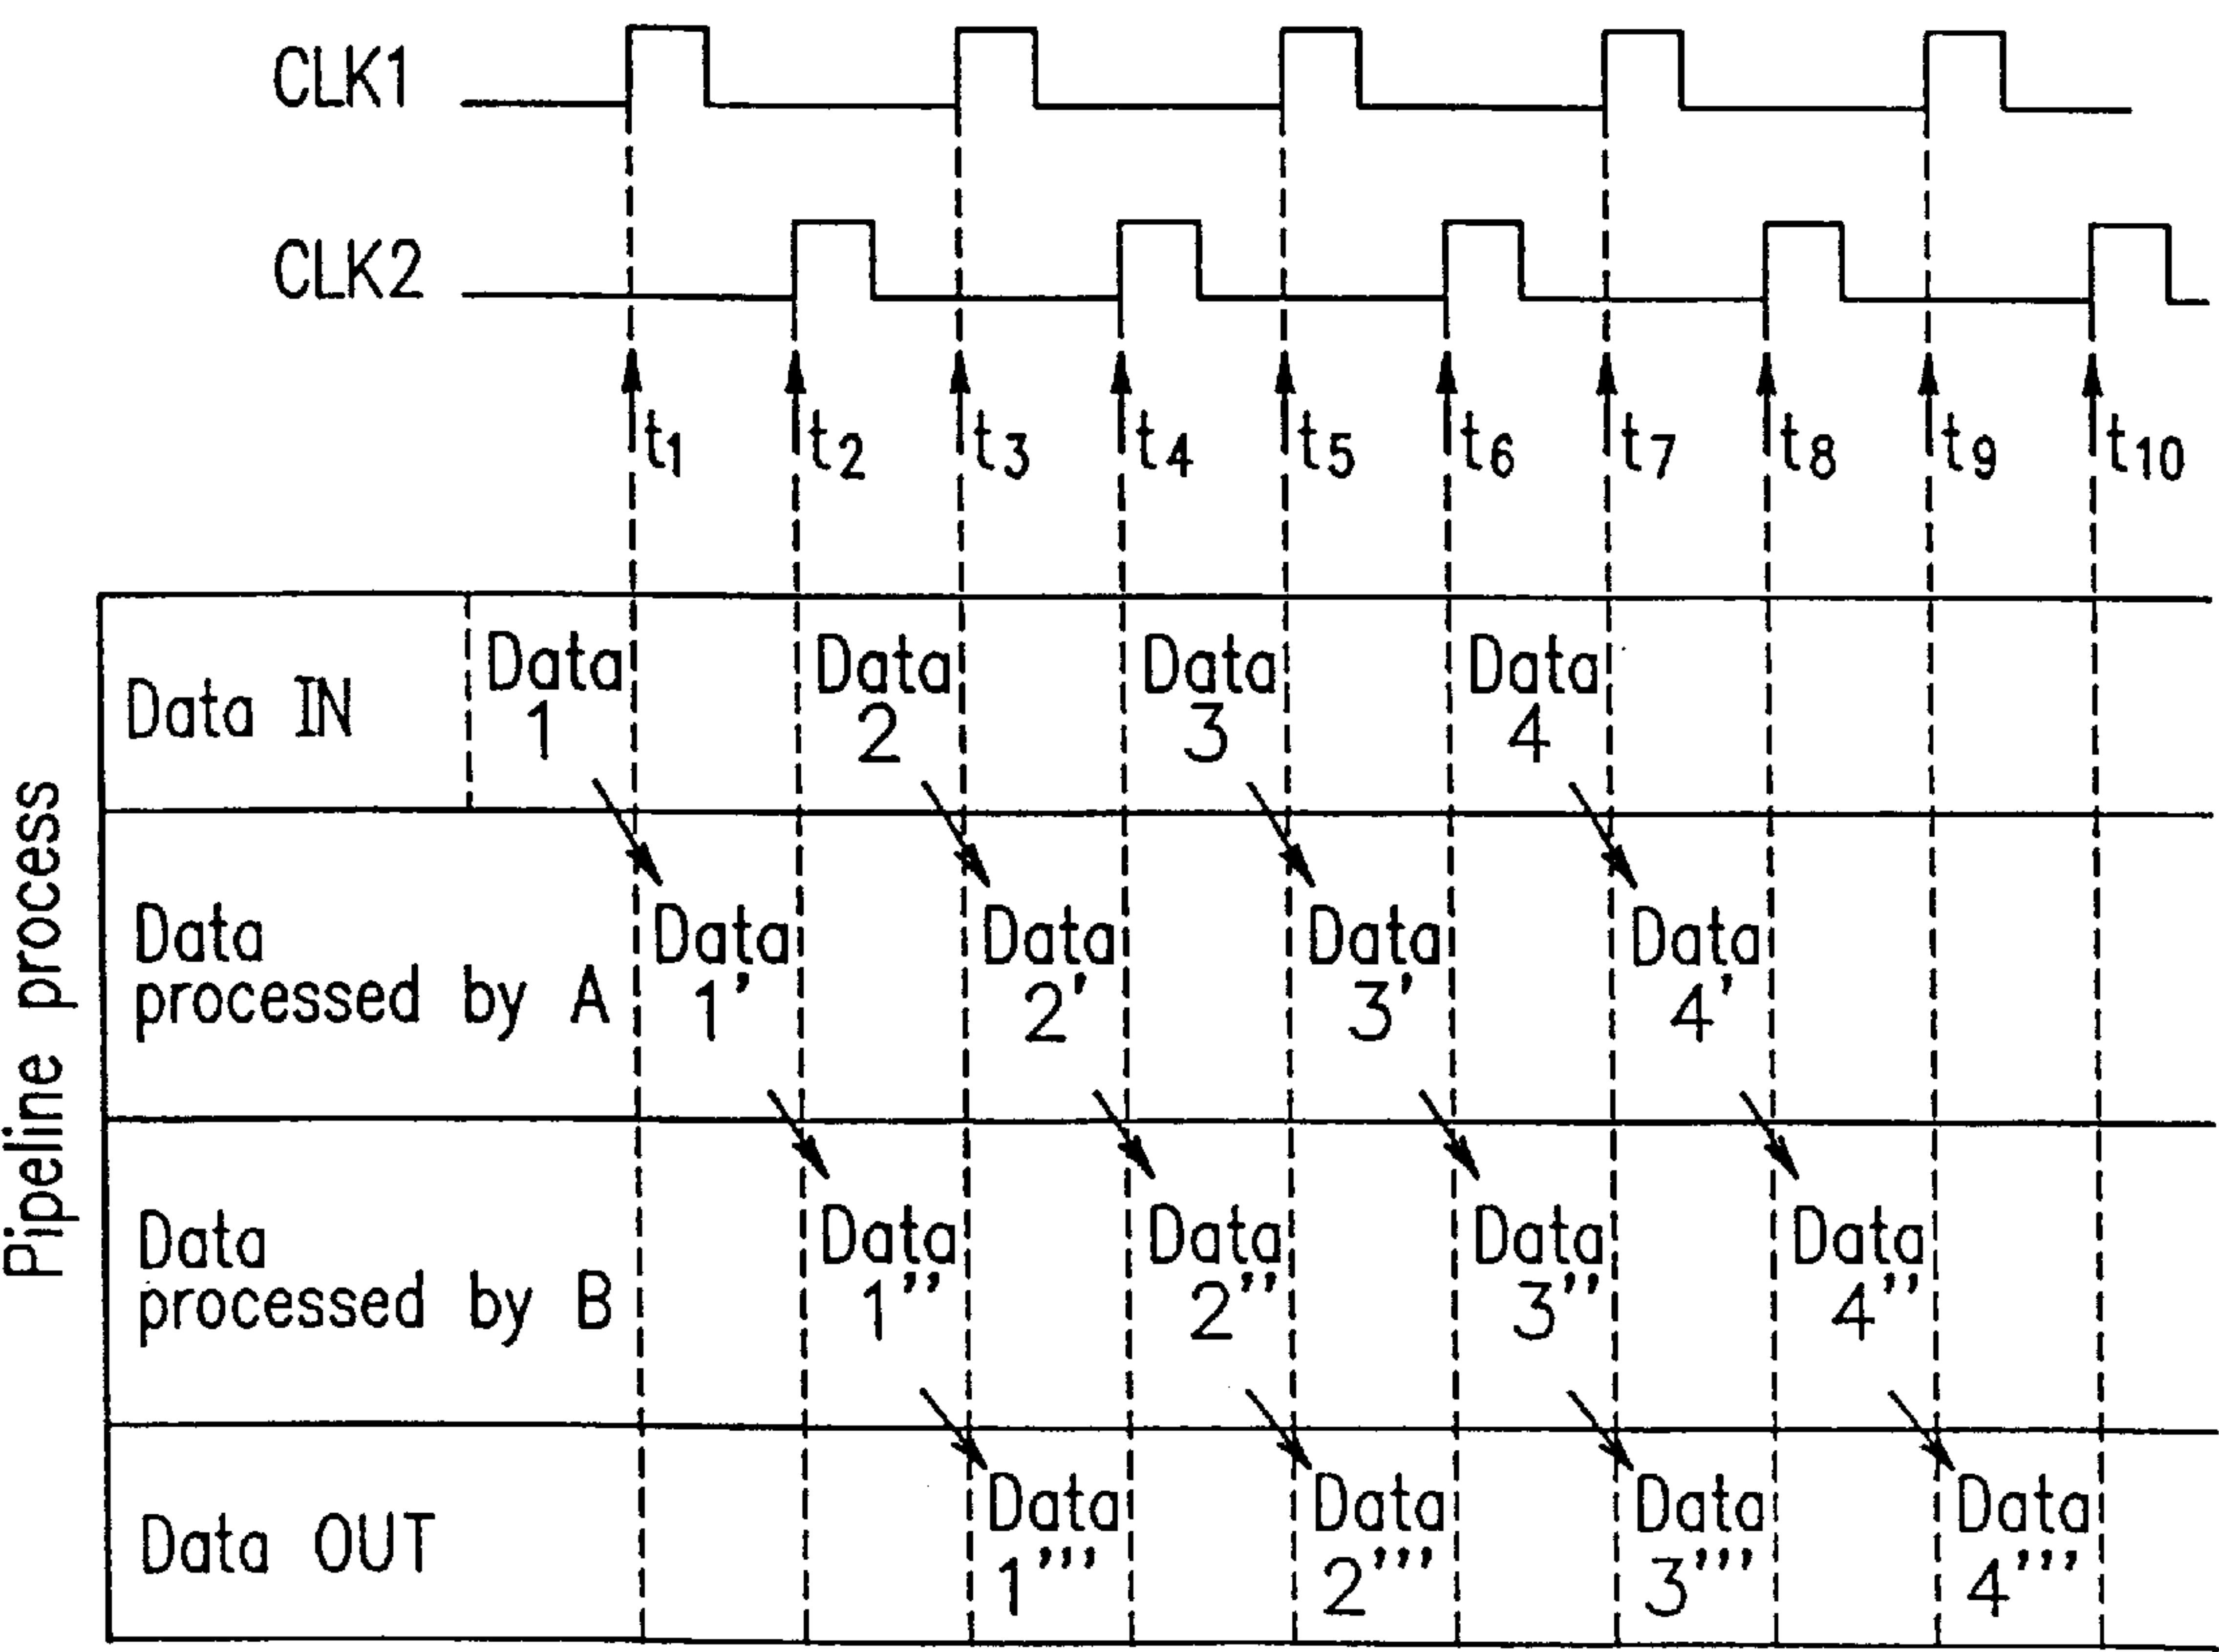 CLK1
CLK2
t1 t2 t3 t4 t5 t6 t7 t8 t9 t10
Pipeline process
Data IN
Data 1
Data 2
Data 3
Data 4
Data
processed by A
Data 1'
Data 2'
Data 3'
Data 4'
Data
processed by B
Data 1''
Data 2''
Data 3''
Data 4''
Data OUT
Data 1'''
Data 2'''
Data 3'''
Data 4'''